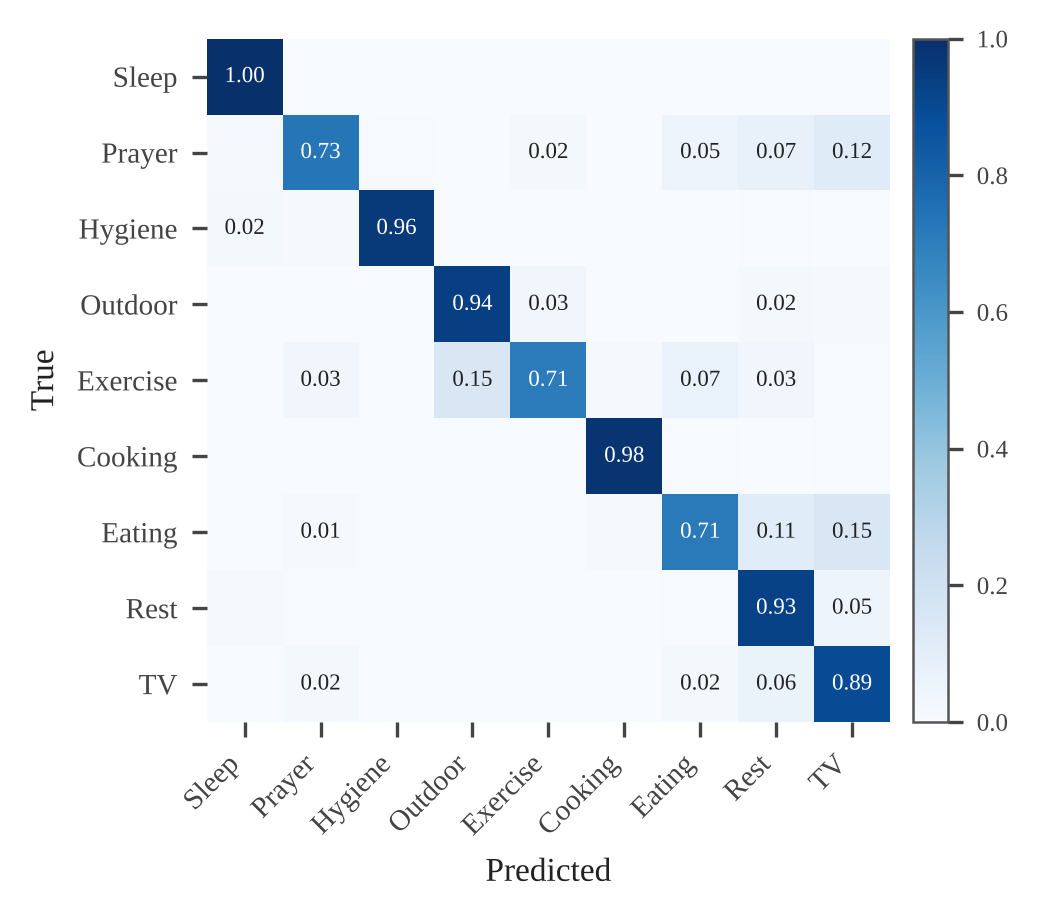 Sleep 1.00
Prayer 0.73 0.02 0.05 0.07 0.12
Hygiene 0.02 0.96
Outdoor 0.94 0.03 0.02
Exercise 0.03 0.15 0.71 0.07 0.03
Cooking 0.98
Eating 0.01 0.71 0.11 0.15
Rest 0.93 0.05
TV 0.02 0.02 0.06 0.89
True
Sleep Prayer Hygiene Outdoor Exercise Cooking Eating Rest TV
Predicted
1.0
0.8
0.6
0.4
0.2
0.0